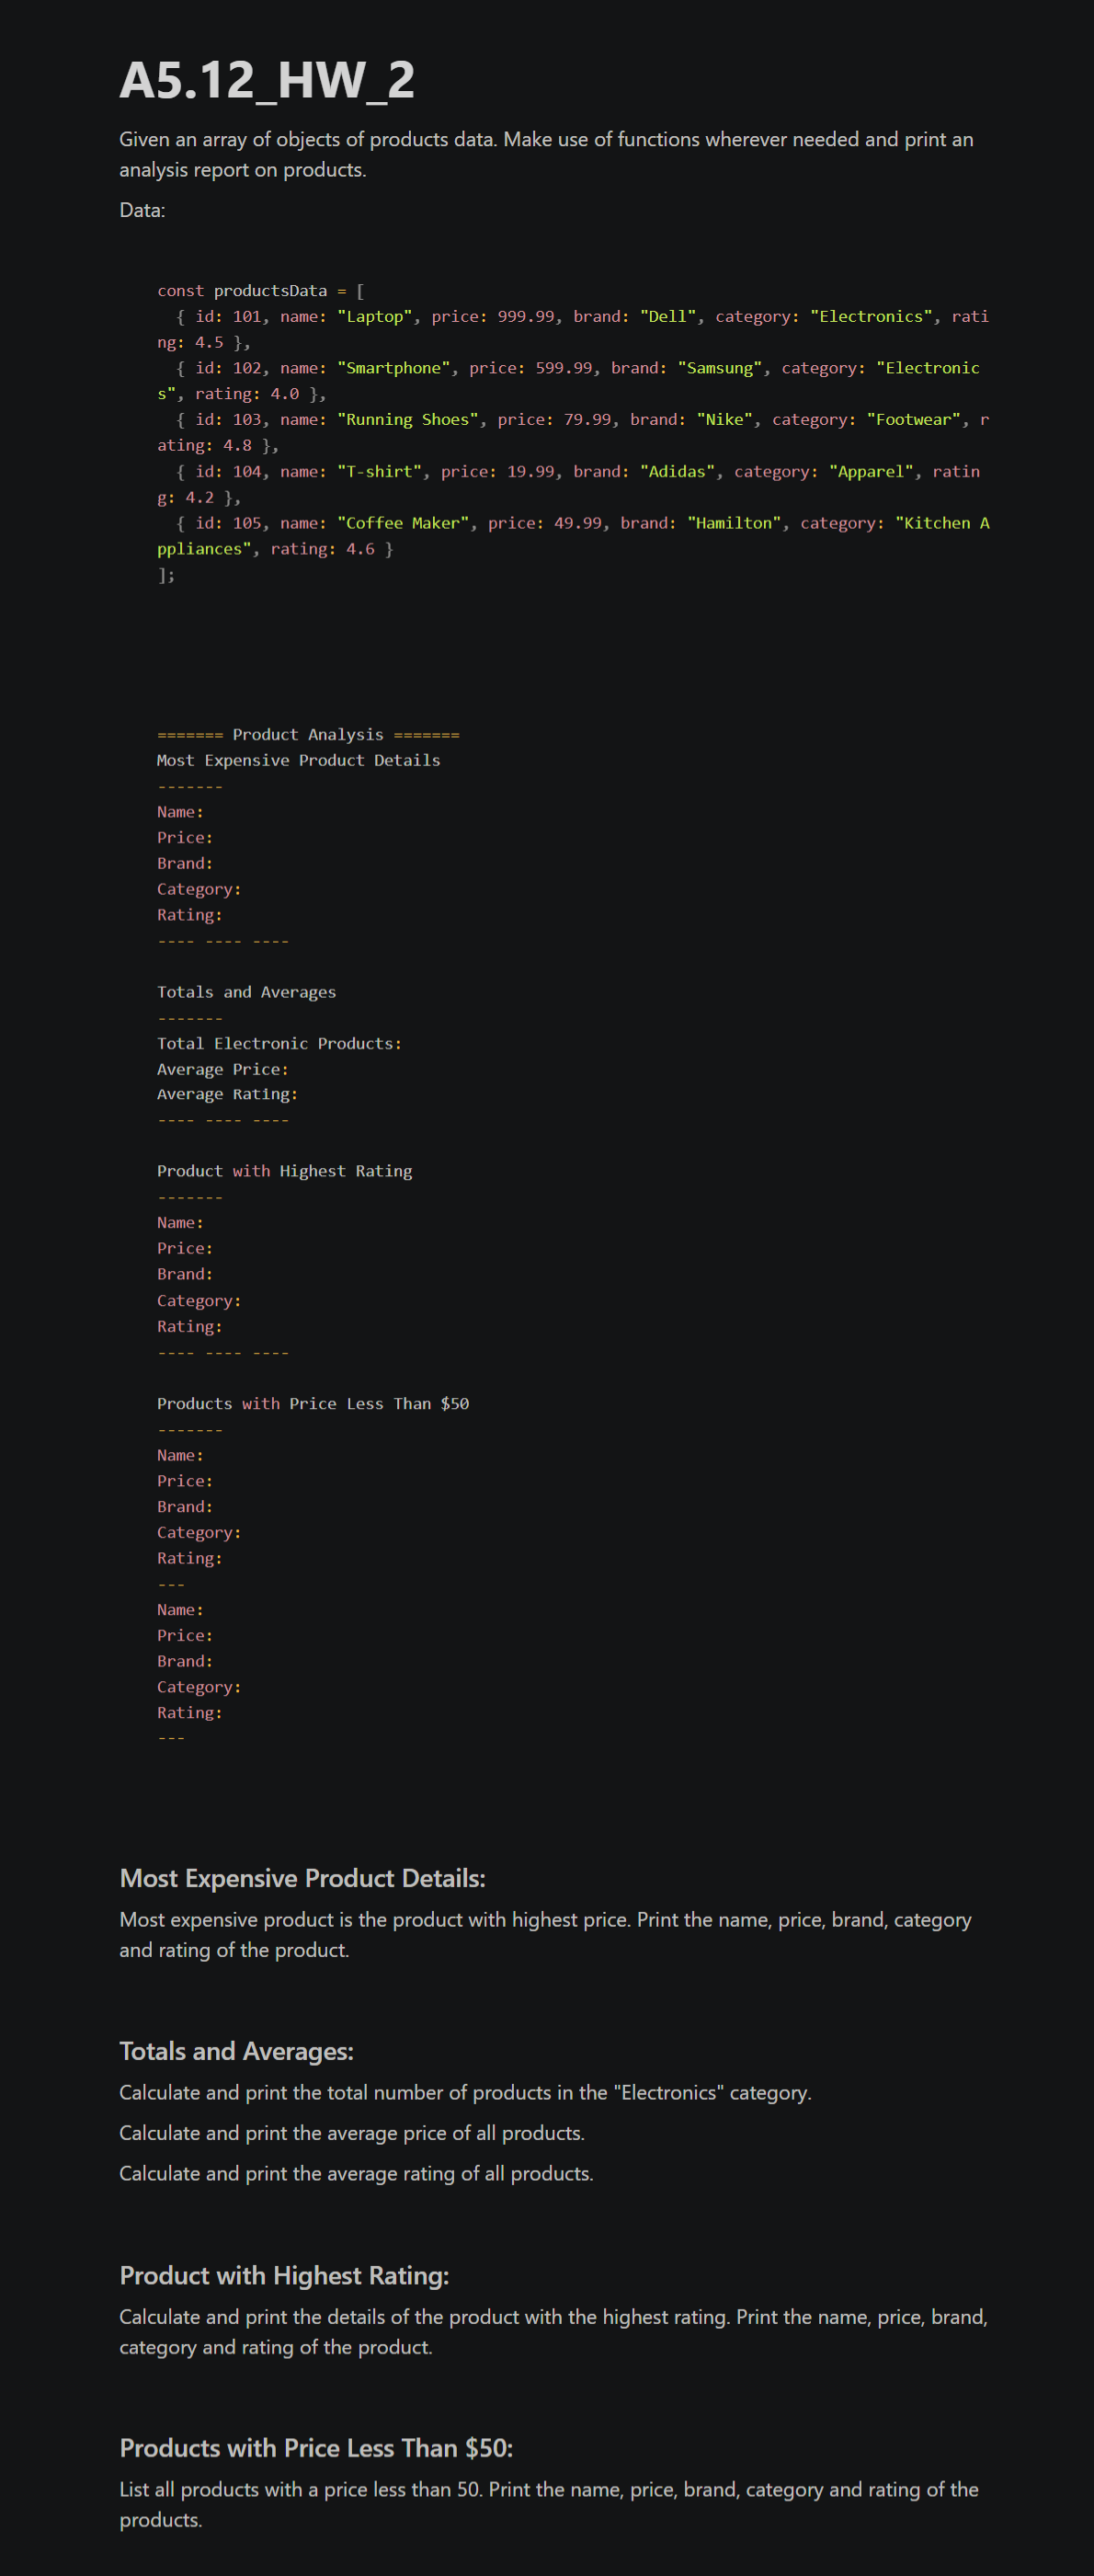 A5.12_HW_2
Given an array of objects of products data. Make use of functions wherever needed and print an
analysis report on products.
Data:
const productsData = [
  { id: 101, name: "Laptop", price: 999.99, brand: "Dell", category: "Electronics", rati
ng: 4.5 },
  { id: 102, name: "Smartphone", price: 599.99, brand: "Samsung", category: "Electronic
s", rating: 4.0 },
  { id: 103, name: "Running Shoes", price: 79.99, brand: "Nike", category: "Footwear", r
ating: 4.8 },
  { id: 104, name: "T-shirt", price: 19.99, brand: "Adidas", category: "Apparel", ratin
g: 4.2 },
  { id: 105, name: "Coffee Maker", price: 49.99, brand: "Hamilton", category: "Kitchen A
ppliances", rating: 4.6 }
];
======= Product Analysis =======
Most Expensive Product Details
-------
Name:
Price:
Brand:
Category:
Rating:
---- ---- ----
Totals and Averages
-------
Total Electronic Products:
Average Price:
Average Rating:
---- ---- ----
Product with Highest Rating
-------
Name:
Price:
Brand:
Category:
Rating:
---- ---- ----
Products with Price Less Than $50
-------
Name:
Price:
Brand:
Category:
Rating:
---
Name:
Price:
Brand:
Category:
Rating:
---
Most Expensive Product Details:
Most expensive product is the product with highest price. Print the name, price, brand, category
and rating of the product.
Totals and Averages:
Calculate and print the total number of products in the "Electronics" category.
Calculate and print the average price of all products.
Calculate and print the average rating of all products.
Product with Highest Rating:
Calculate and print the details of the product with the highest rating. Print the name, price, brand,
category and rating of the product.
Products with Price Less Than $50:
List all products with a price less than 50. Print the name, price, brand, category and rating of the
products.